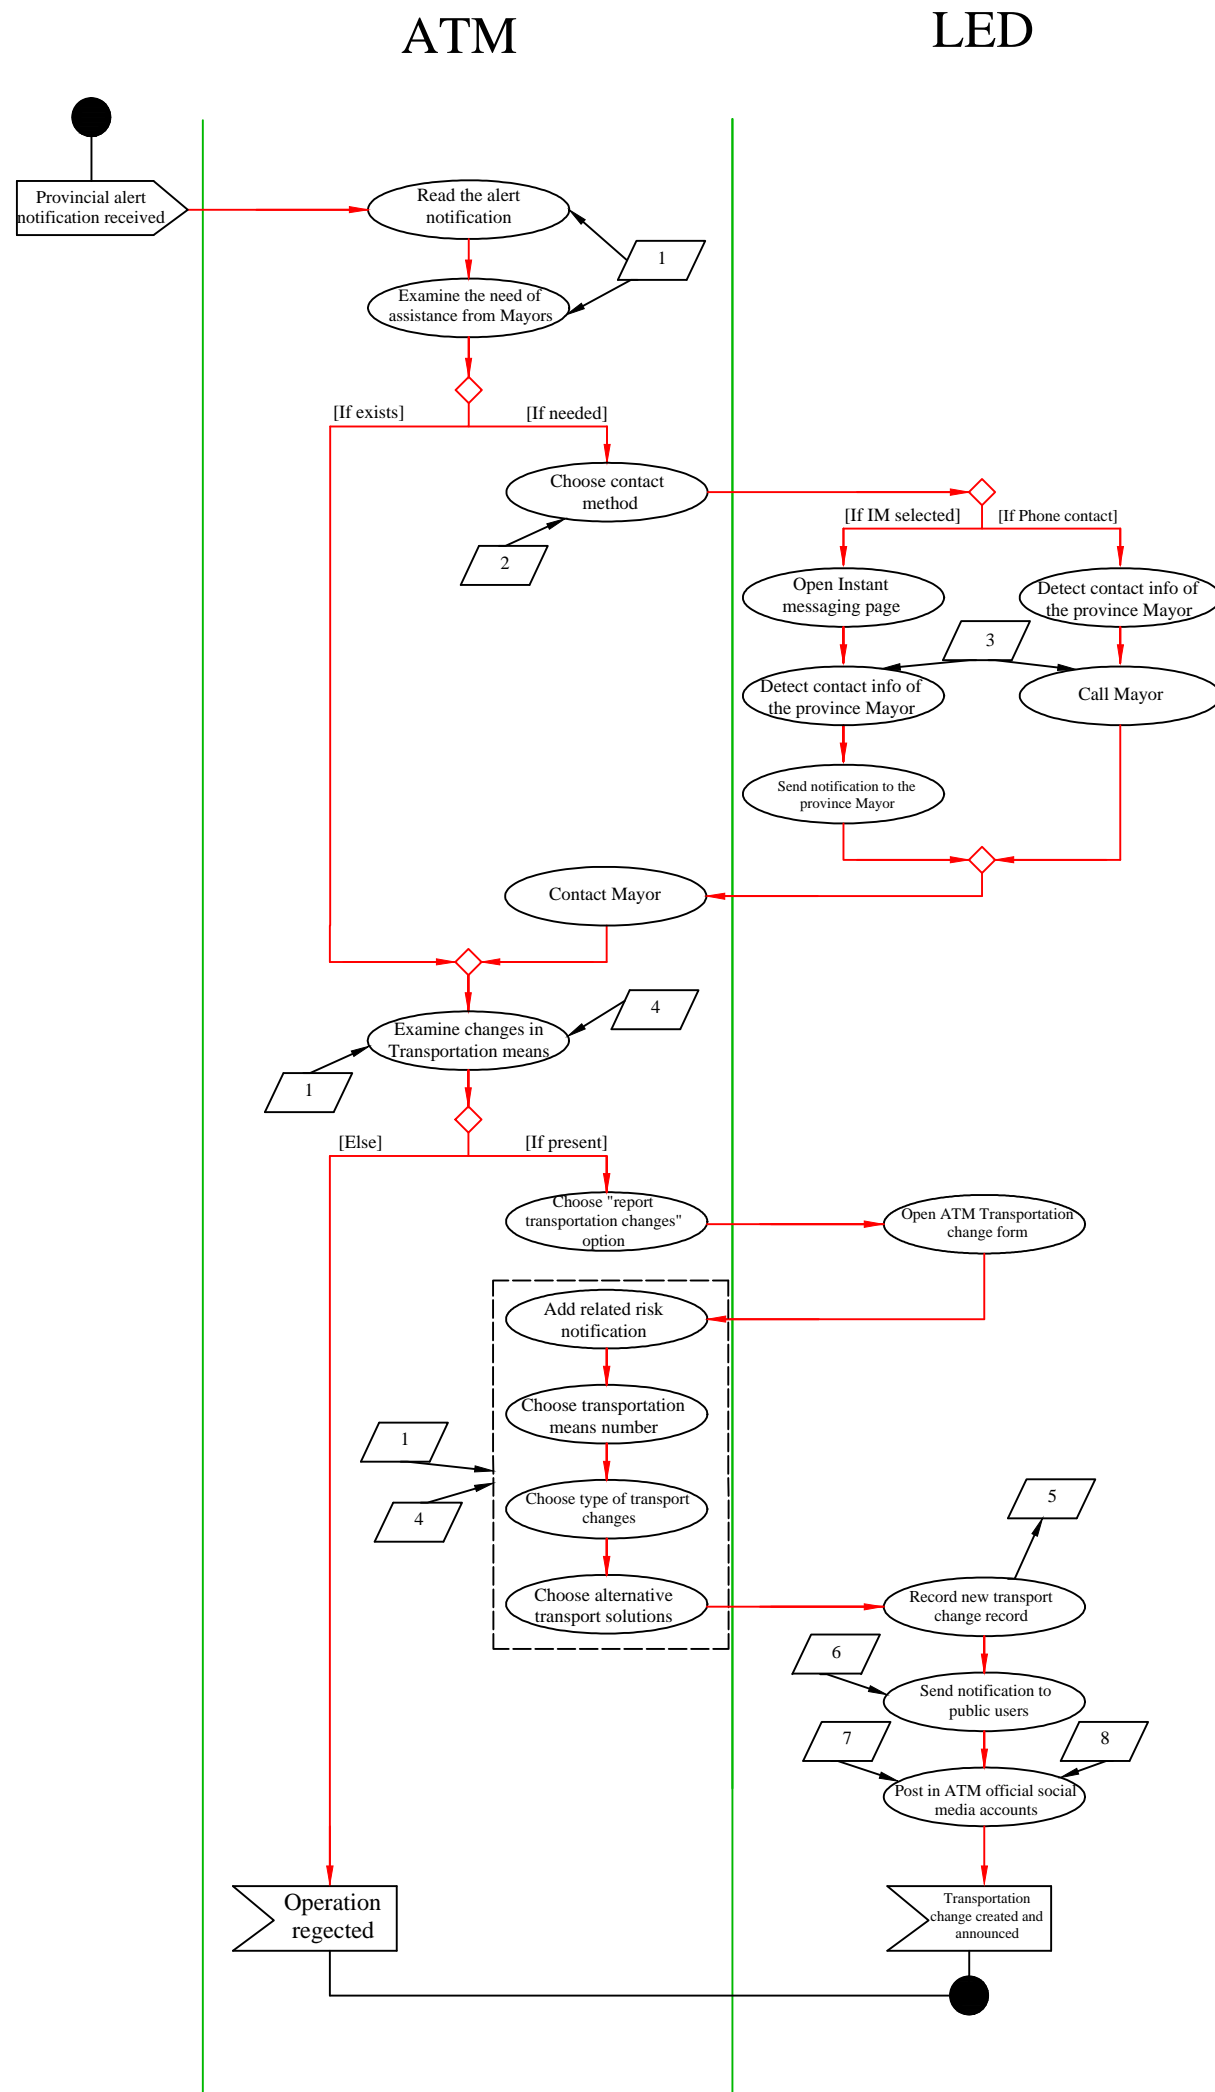 ATM
LED
Provincial alert
notification received
Read the alert
notification
1
Examine the need of
assistance from Mayors
[If exists]
[If needed]
Choose contact
method
2
[If IM selected]
[If Phone contact]
Open Instant
messaging page
Detect contact info of
the province Mayor
3
Detect contact info of
the province Mayor
Call Mayor
Send notification to the
province Mayor
Contact Mayor
4
Examine changes in
Transportation means
1
[Else]
[If present]
Choose "report
transportation changes"
option
Open ATM Transportation
change form
Add related risk
notification
Choose transportation
means number
1
Choose type of transport
changes
4
5
Choose alternative
transport solutions
Record new transport
change record
6
Send notification to
public users
7
8
Post in ATM official social
media accounts
Operation
regected
Transportation
change created and
announced